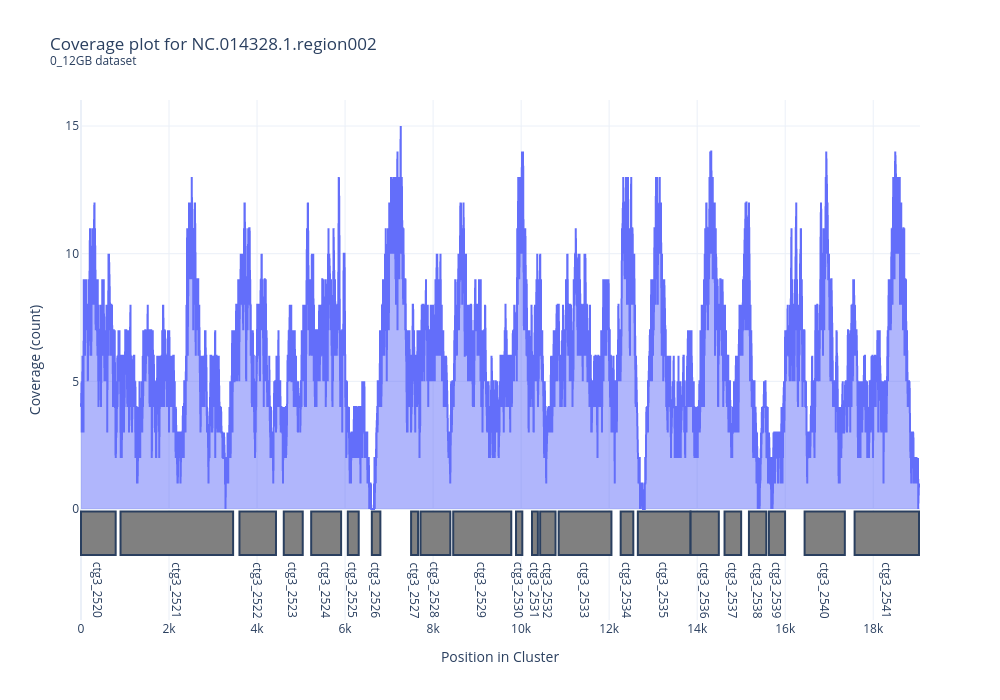 Coverage plot for NC.014328.1.region002
0_12GB dataset
Coverage (count)
15
10
5
0
ctg3_2520
ctg3_2521
ctg3_2522
ctg3_2523
ctg3_2524
ctg3_2525
ctg3_2526
ctg3_2527
ctg3_2528
ctg3_2529
ctg3_2530
ctg3_2531
ctg3_2532
ctg3_2533
ctg3_2534
ctg3_2535
ctg3_2536
ctg3_2537
ctg3_2538
ctg3_2539
ctg3_2540
ctg3_2541
0 2k 4k 6k 8k 10k 12k 14k 16k 18k
Position in Cluster